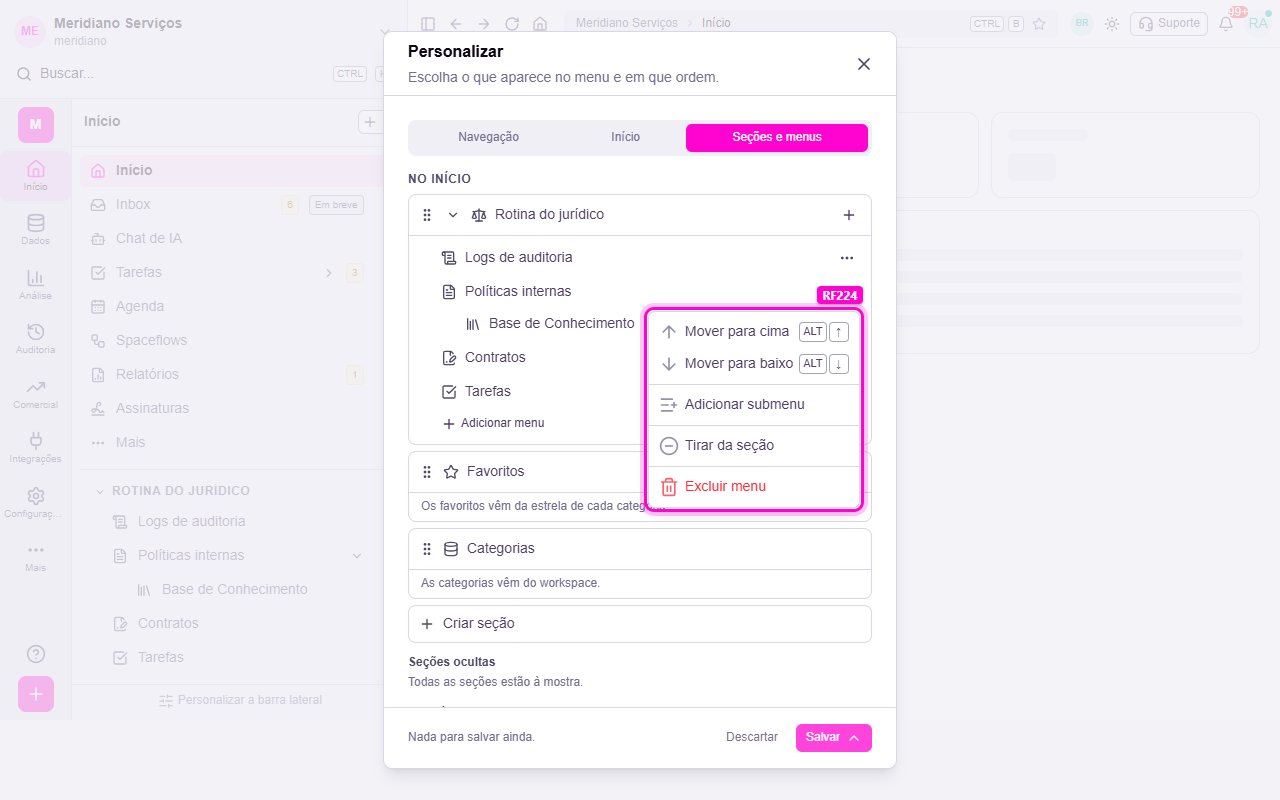 ME
Meridiano Serviços
meridiano
Buscar...
CTRL
Meridiano Serviços
Início
CTRL
B
BR
Suporte
99+
RA
M
Início
Dados
Análise
Auditoria
Comercial
Integrações
Configuraç...
Mais
Início
Início
Inbox
6
Em breve
Chat de IA
Tarefas
3
Agenda
Spaceflows
Relatórios
1
Assinaturas
Mais
ROTINA DO JURÍDICO
Logs de auditoria
Políticas internas
Base de Conhecimento
Contratos
Tarefas
Personalizar a barra lateral
Personalizar
Escolha o que aparece no menu e em que ordem.
Navegação
Início
Seções e menus
NO INÍCIO
Rotina do jurídico
Logs de auditoria
Políticas internas
Base de Conhecimento
Contratos
Tarefas
Adicionar menu
RF224
Mover para cima ALT ↑
Mover para baixo ALT ↓
Adicionar submenu
Tirar da seção
Excluir menu
Favoritos
Os favoritos vêm da estrela de cada
Categorias
As categorias vêm do workspace.
Criar seção
Seções ocultas
Todas as seções estão à mostra.
Nada para salvar ainda.
Descartar
Salvar